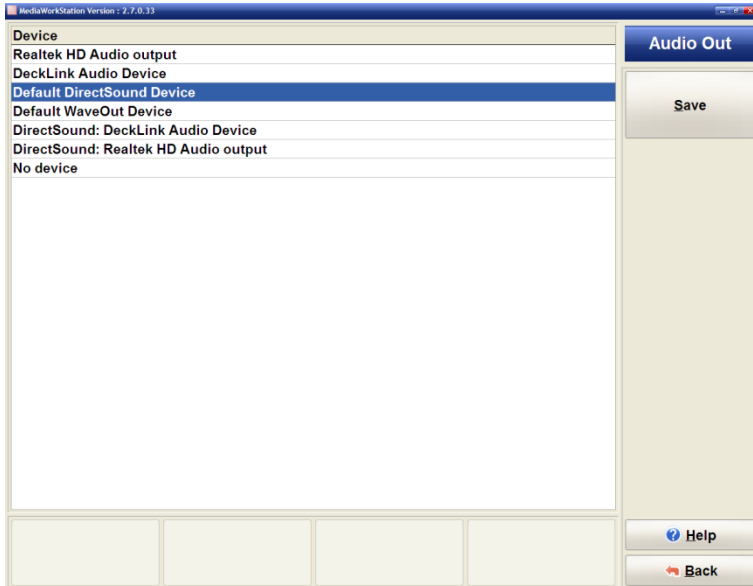 MediaWorkStation Version : 2.7.0.33
Device
Realtek HD Audio output
DeckLink Audio Device
Default DirectSound Device
Default WaveOut Device
DirectSound: DeckLink Audio Device
DirectSound: Realtek HD Audio output
No device
Audio Out
Save
Help
Back